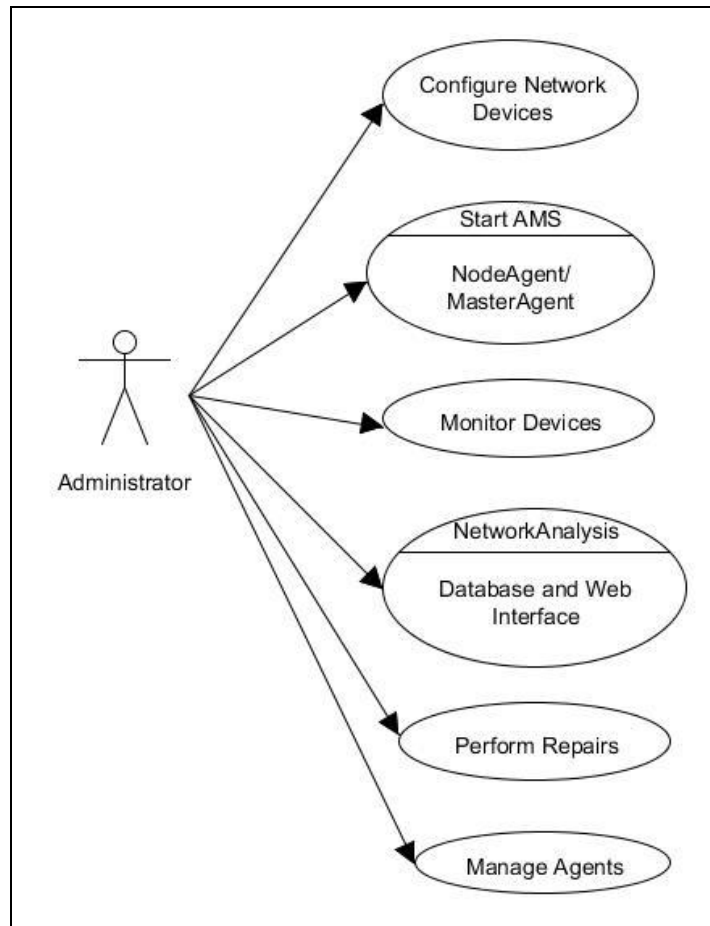 Configure Network
Devices
Start AMS
NodeAgent/
MasterAgent
Monitor Devices
Administrator
NetworkAnalysis
Database and Web
Interface
Perform Repairs
Manage Agents